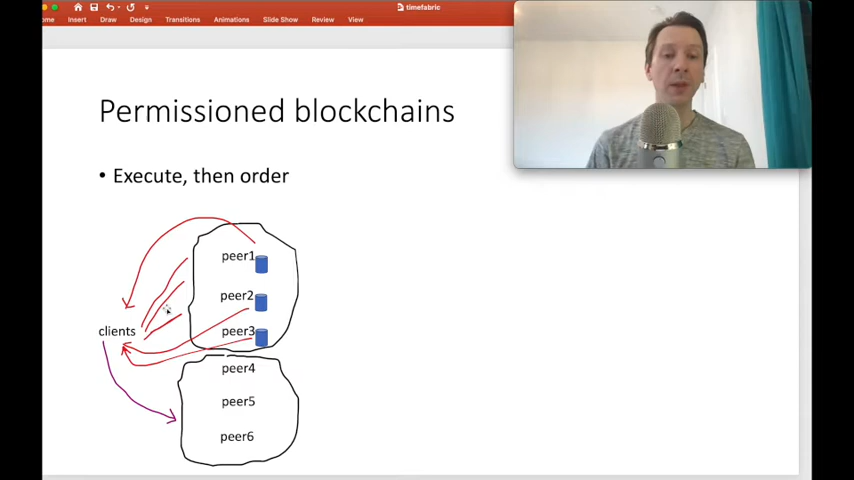 timefabric
ome Insert Draw Design Transitions Animations Slide Show Review View
Permissioned blockchains
• Execute, then order
peer1
peer2
clients
peer3
peer4
peer5
peer6